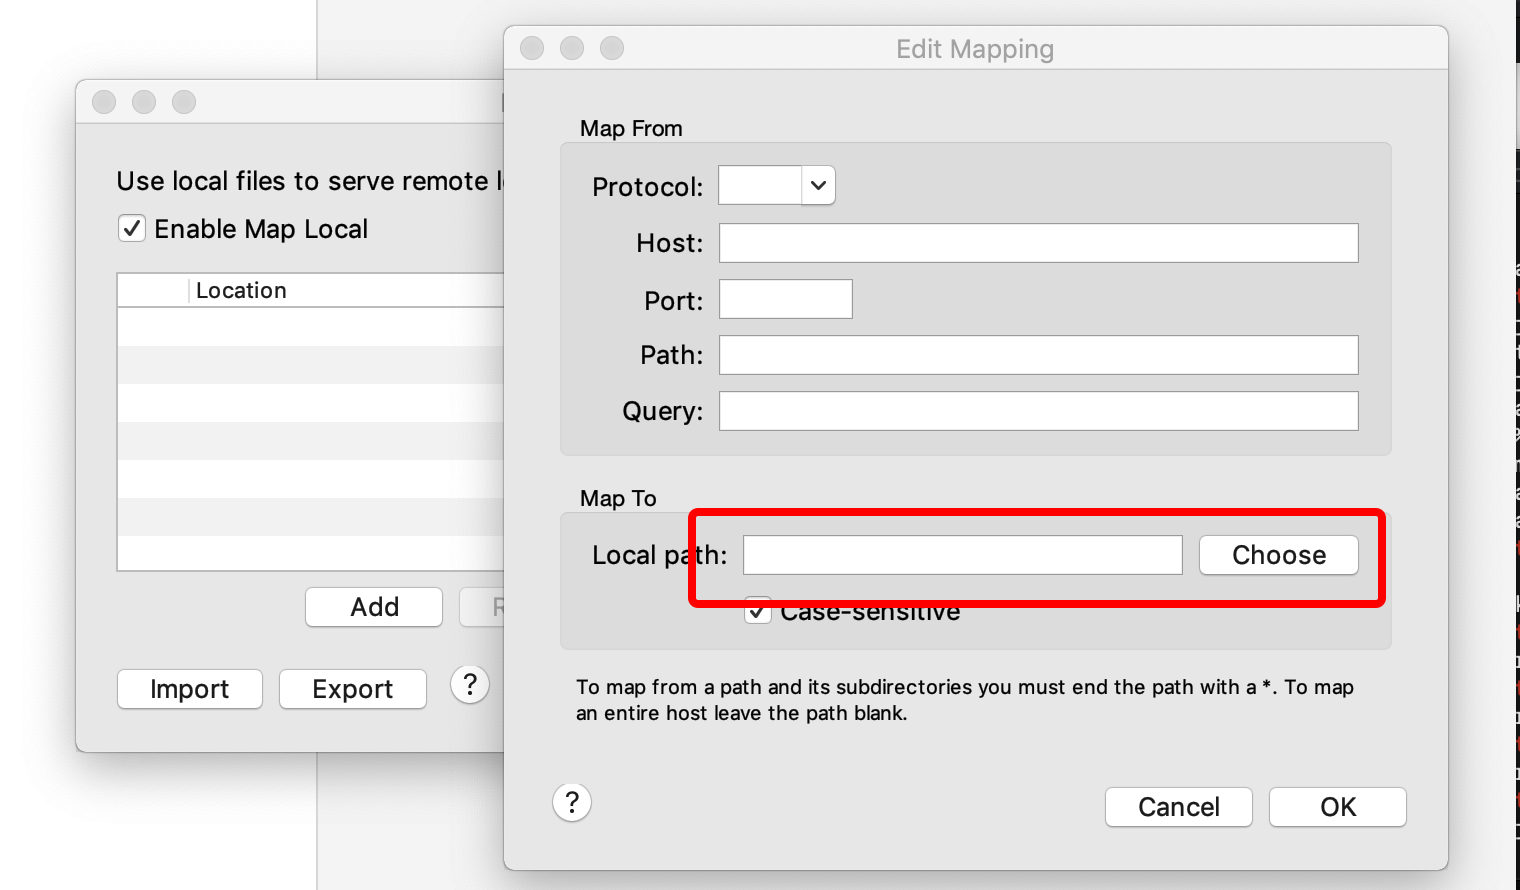 Edit Mapping
Use local files to serve remote
Enable Map Local
Location
Add
Import
Export
?
Map From
Protocol:
Host:
Port:
Path:
Query:
Map To
Local path:
Choose
Case-sensitive
To map from a path and its subdirectories you must end the path with a *. To map
an entire host leave the path blank.
?
Cancel
OK